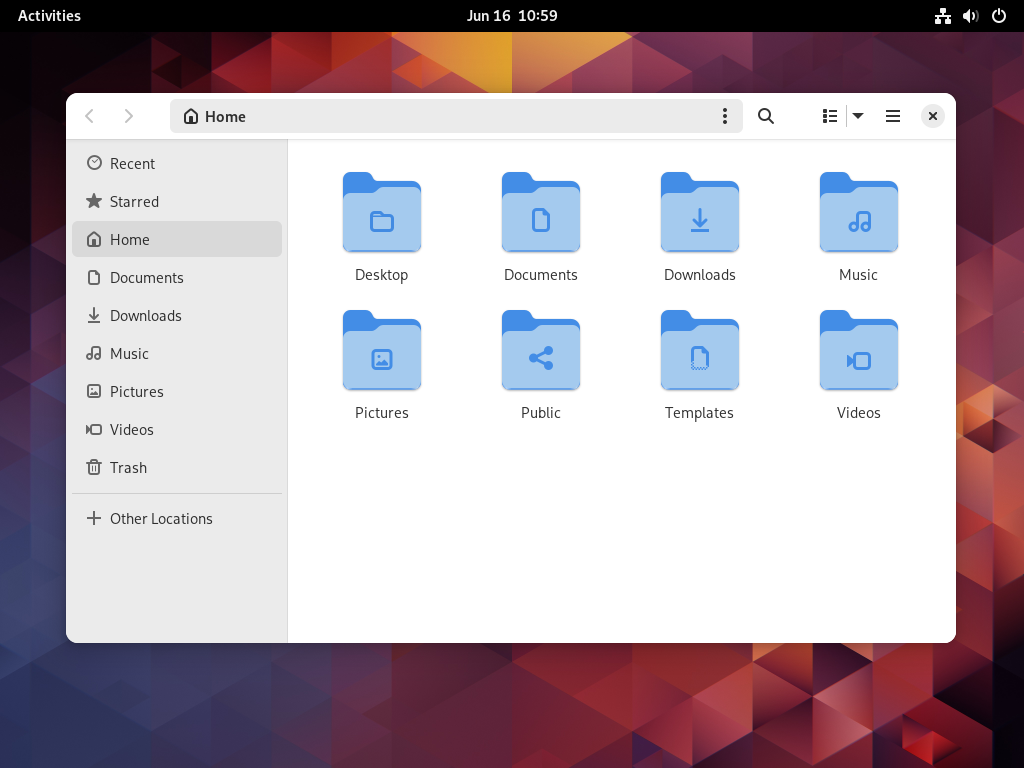 Activities
Jun 16 10:59
Home
Recent
Starred
Home
Documents
Downloads
Music
Pictures
Videos
Trash
Other Locations
Desktop
Documents
Downloads
Music
Pictures
Public
Templates
Videos